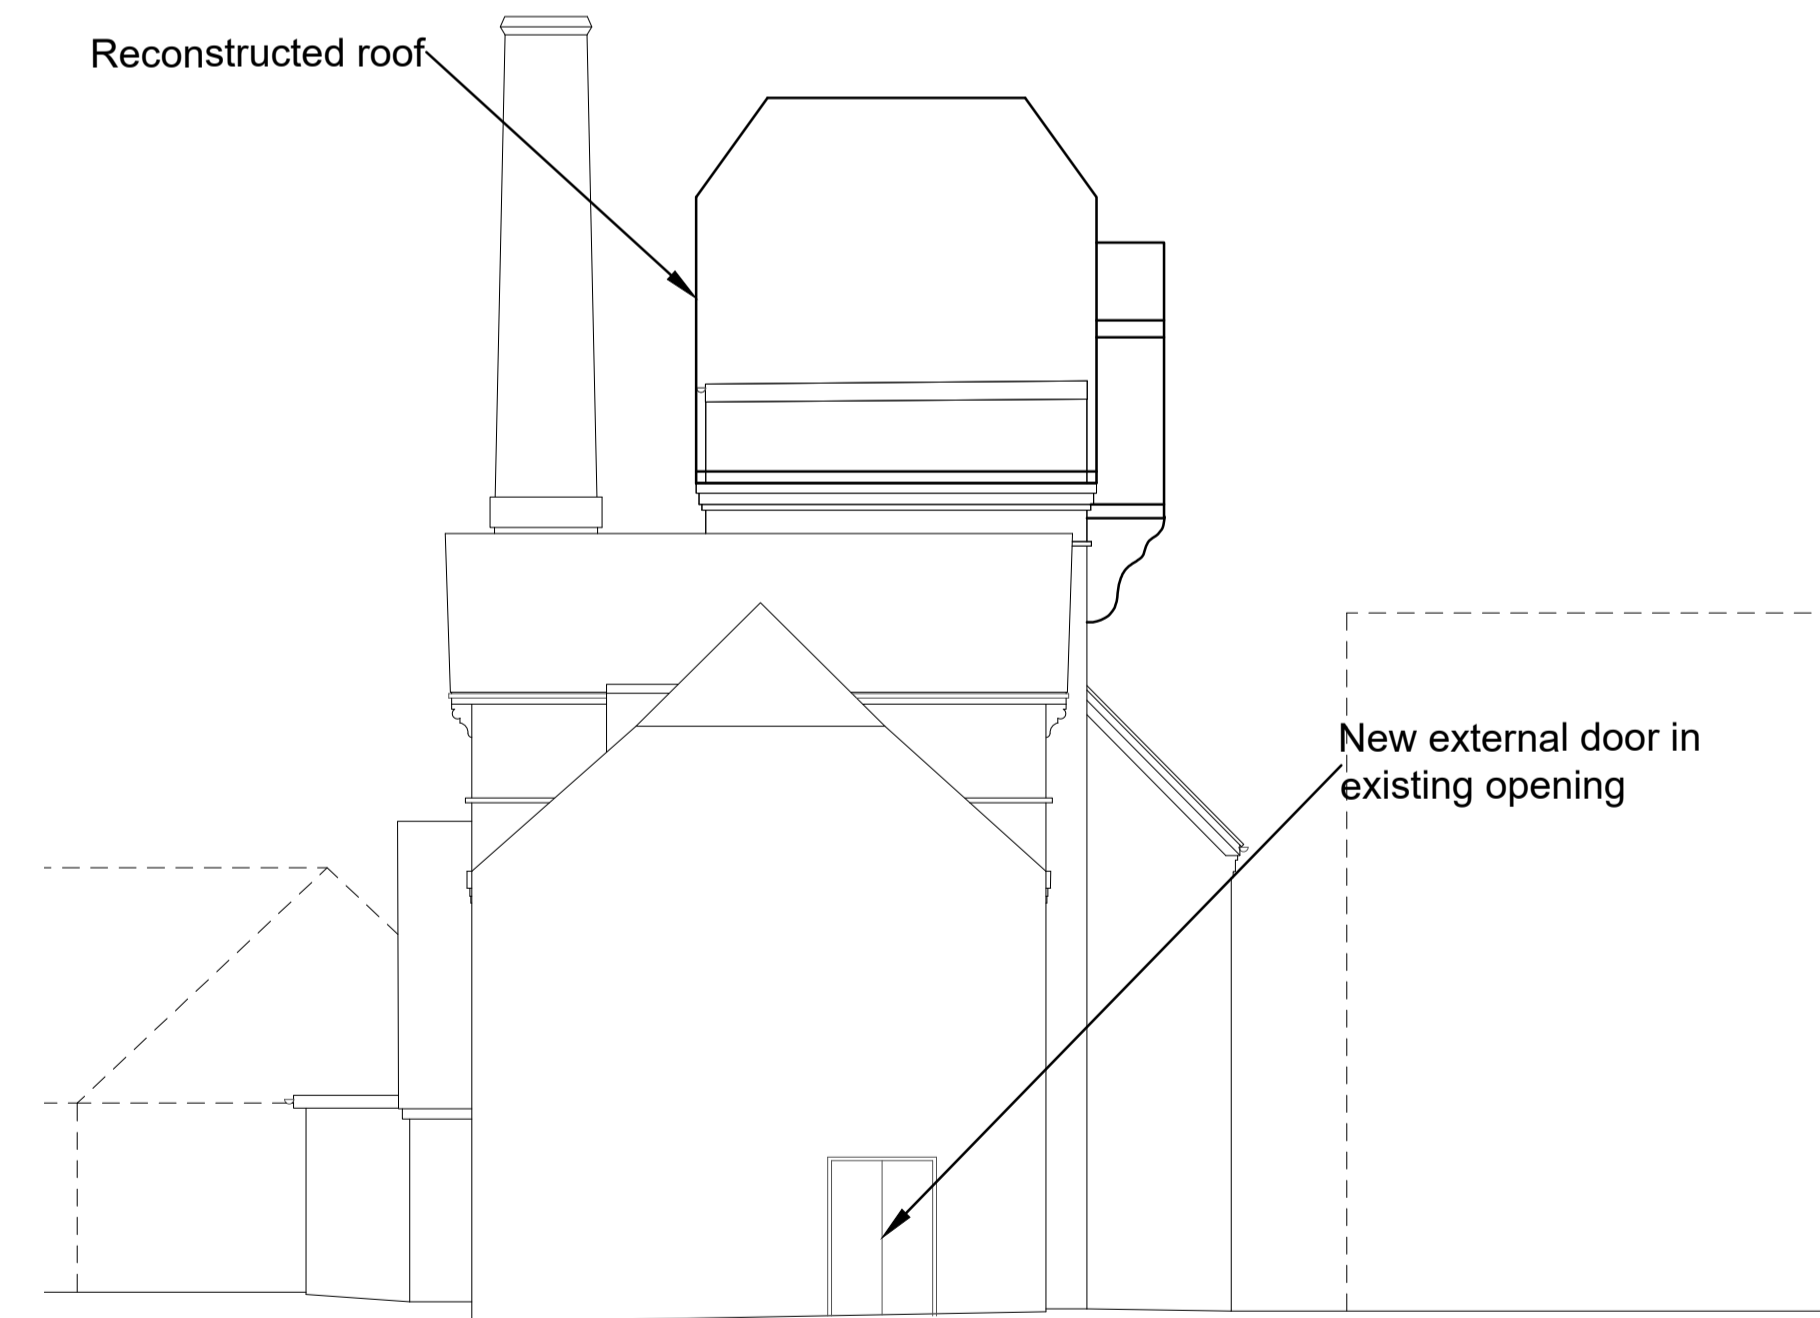 Reconstructed roof
New external door in
existing opening